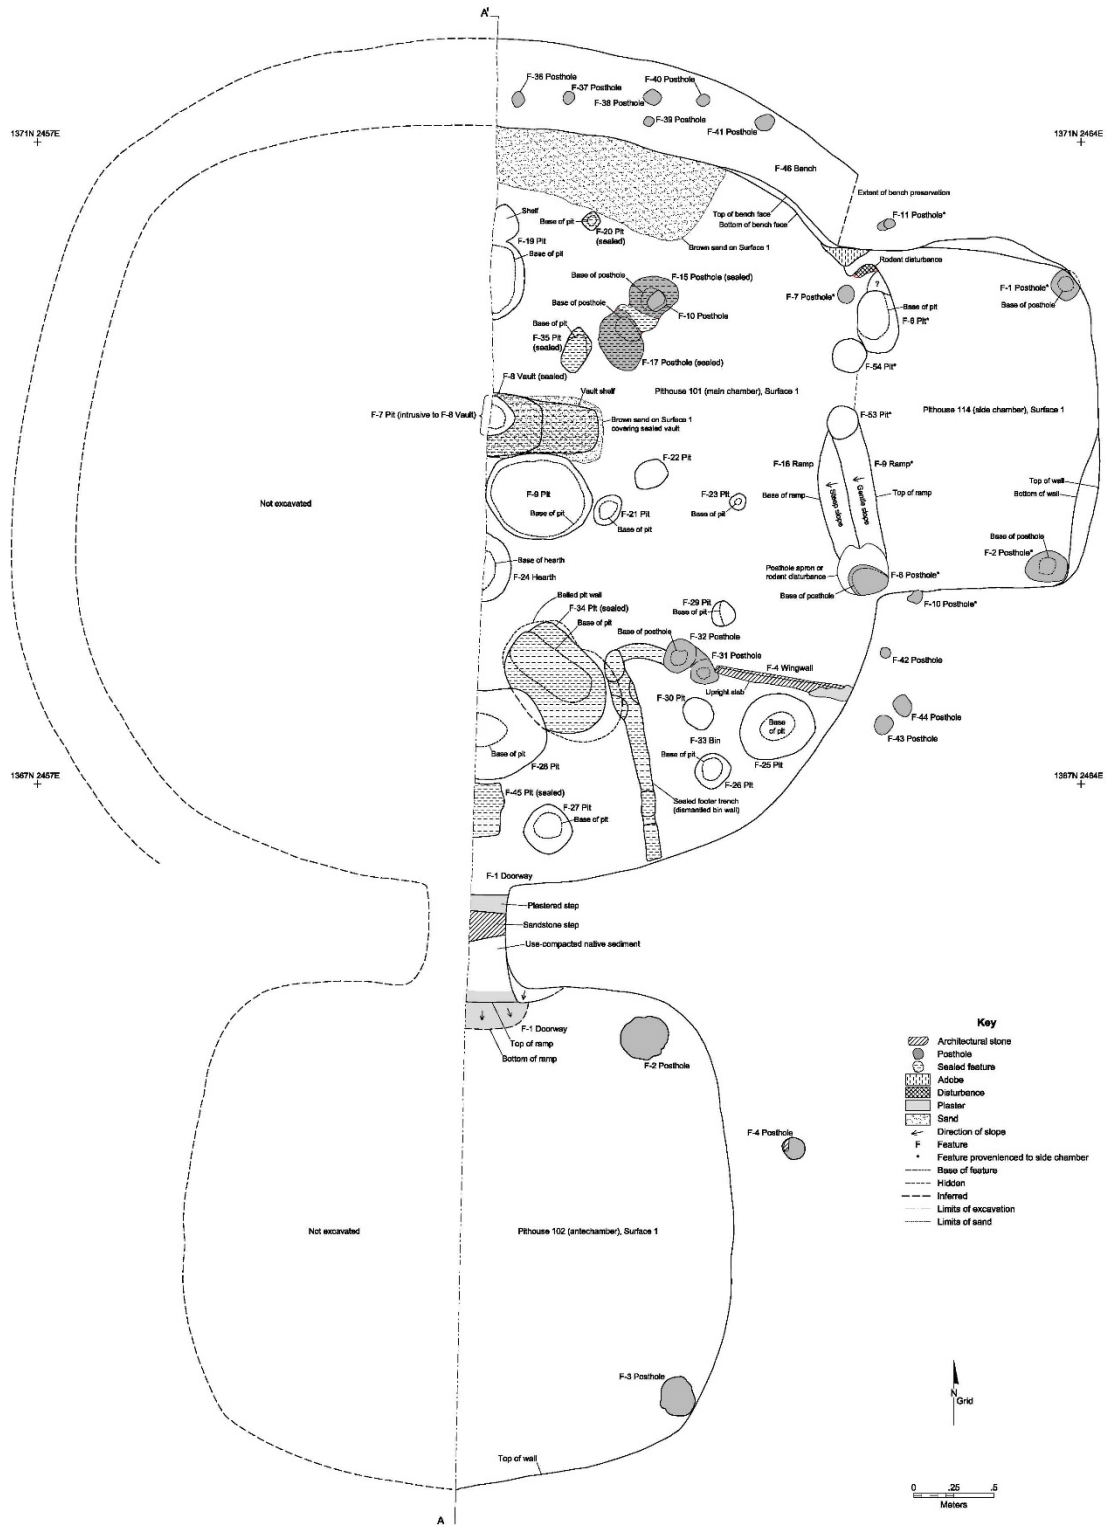 A'
F-36 Posthole
F-37 Posthole
F-40 Posthole
F-38 Posthole
F-39 Posthole
F-41 Posthole
1371N 2457E
1371N 2464E
F-46 Bench
Extent of bench preservation
Top of bench face
Bottom of bench face
F-11 Posthole*
Shelf
Base of pit
F-20 Pit
(sealed)
F-19 Pit
Base of pit
Brown sand on Surface 1
Rodent disturbance
?
Base of posthole
F-15 Posthole (sealed)
F-7 Posthole*
F-1 Posthole*
Base of posthole
Base of posthole
F-10 Posthole
Base of pit
F-6 Pit*
Base of pit
F-35 Pit
(sealed)
F-17 Posthole (sealed)
F-54 Pit*
F-8 Vault (sealed)
Vault shelf
Pithouse 101 (main chamber), Surface 1
F-7 Pit (intrusive to F-8 Vault)
Brown sand on Surface 1
covering sealed vault
F-53 Pit*
Pithouse 114 (side chamber), Surface 1
F-22 Pit
F-16 Ramp
F-9 Ramp*
Not excavated
F-9 Pit
Base of pit
F-21 Pit
Base of pit
F-23 Pit
Base of pit
Base of ramp
Steep slope
Gentle slope
Top of ramp
Top of wall
Bottom of wall
Base of hearth
F-24 Hearth
Base of posthole
F-2 Posthole*
Posthole apron or
rodent disturbance
F-8 Posthole*
Base of posthole
Belled pit wall
F-34 Pit (sealed)
Base of pit
F-29 Pit
Base of pit
F-10 Posthole*
Base of posthole
F-32 Posthole
F-31 Posthole
F-4 Wingwall
F-42 Posthole
Upright slab
F-30 Pit
F-44 Posthole
F-43 Posthole
Base
of pit
F-33 Bin
F-25 Pit
Base of pit
F-28 Pit
Base of pit
F-26 Pit
1367N 2457E
1367N 2464E
F-45 Pit (sealed)
F-27 Pit
Base of pit
Sealed footer trench
(dismantled bin wall)
F-1 Doorway
Plastered step
Sandstone step
Use-compacted native sediment
F-1 Doorway
Top of ramp
Bottom of ramp
F-2 Posthole
F-4 Posthole
Not excavated
Pithouse 102 (antechamber), Surface 1
F-3 Posthole
Top of wall
A
Key
Architectural stone
Posthole
Sealed feature
Adobe
Disturbance
Plaster
Sand
Direction of slope
F Feature
* Feature provenienced to side chamber
Base of feature
Hidden
Inferred
Limits of excavation
Limits of sand
N
Grid
0 .25 .5
Meters